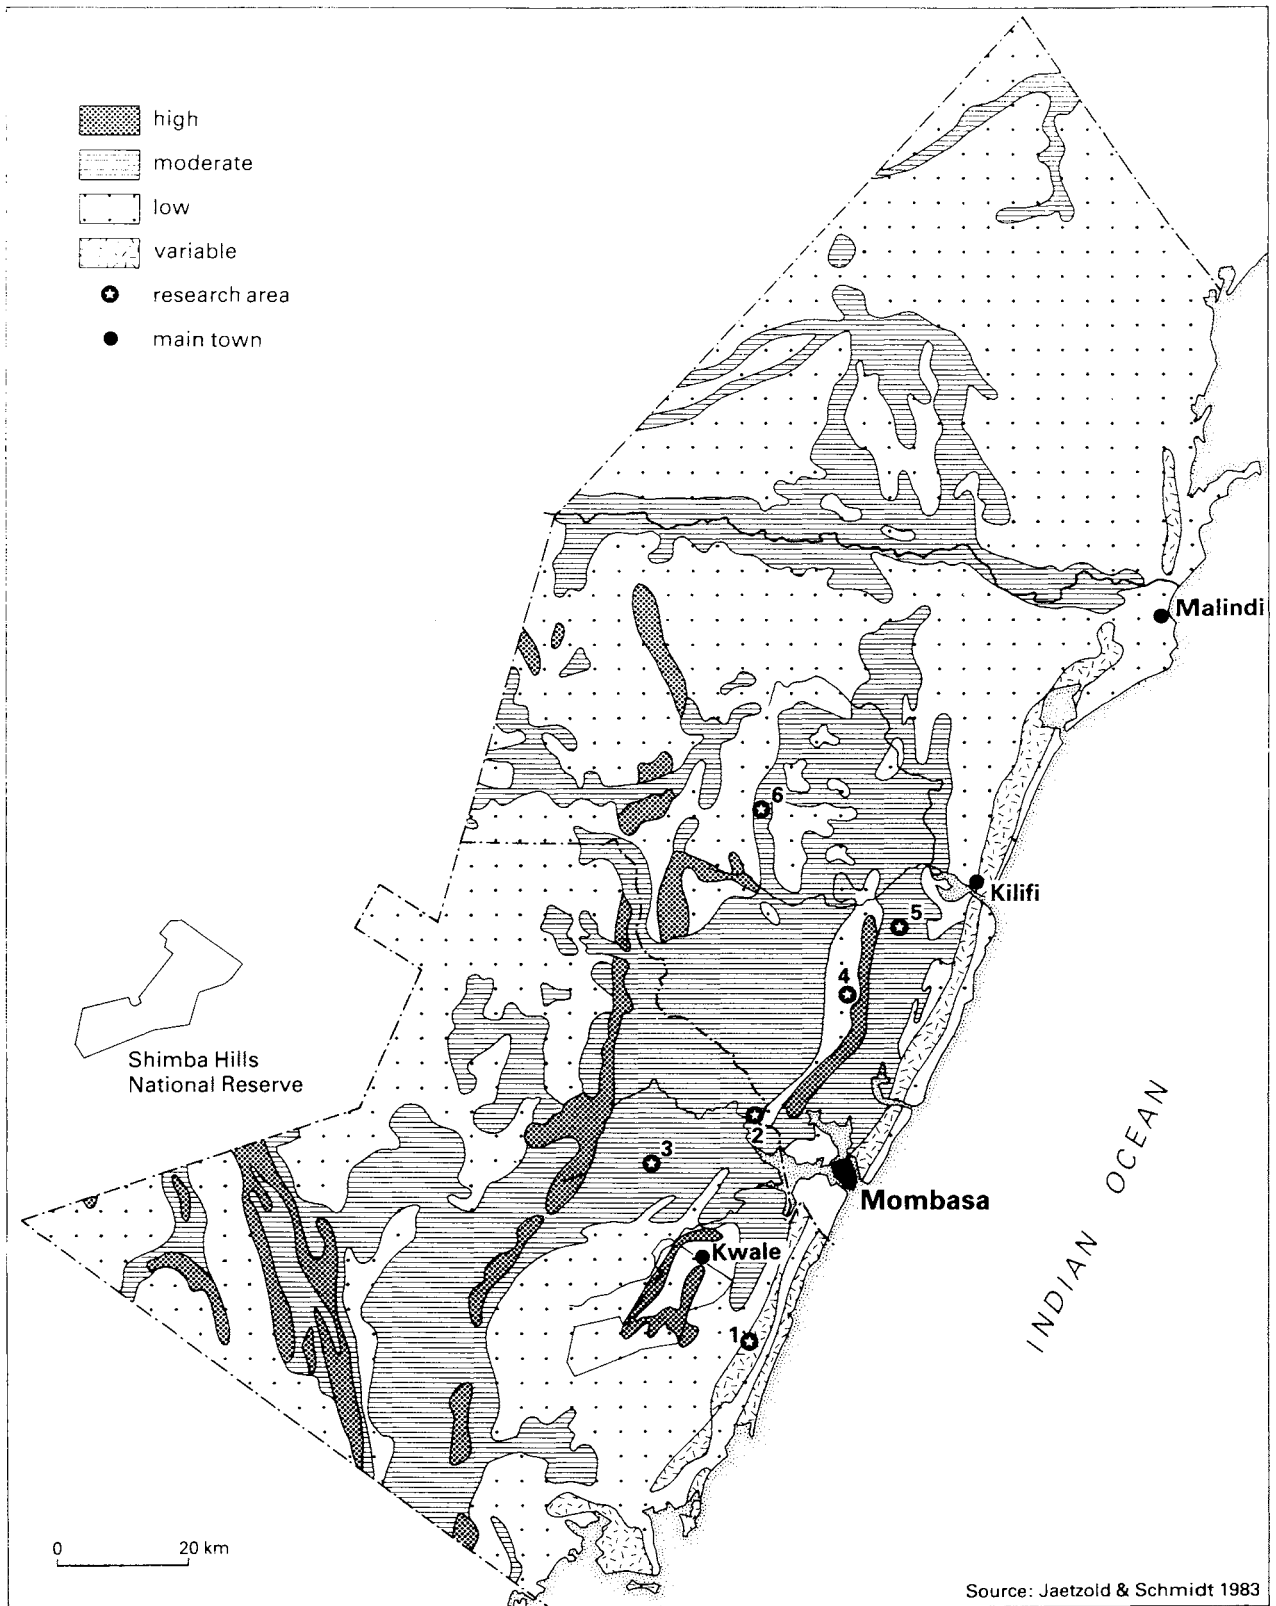 high
moderate
low
variable
research area
main town
Malindi
6
Kilifi
5
4
Shimba Hills
National Reserve
2
3
Mombasa
Kwale
1
INDIAN OCEAN
0 20 km
Source: Jaetzold & Schmidt 1983